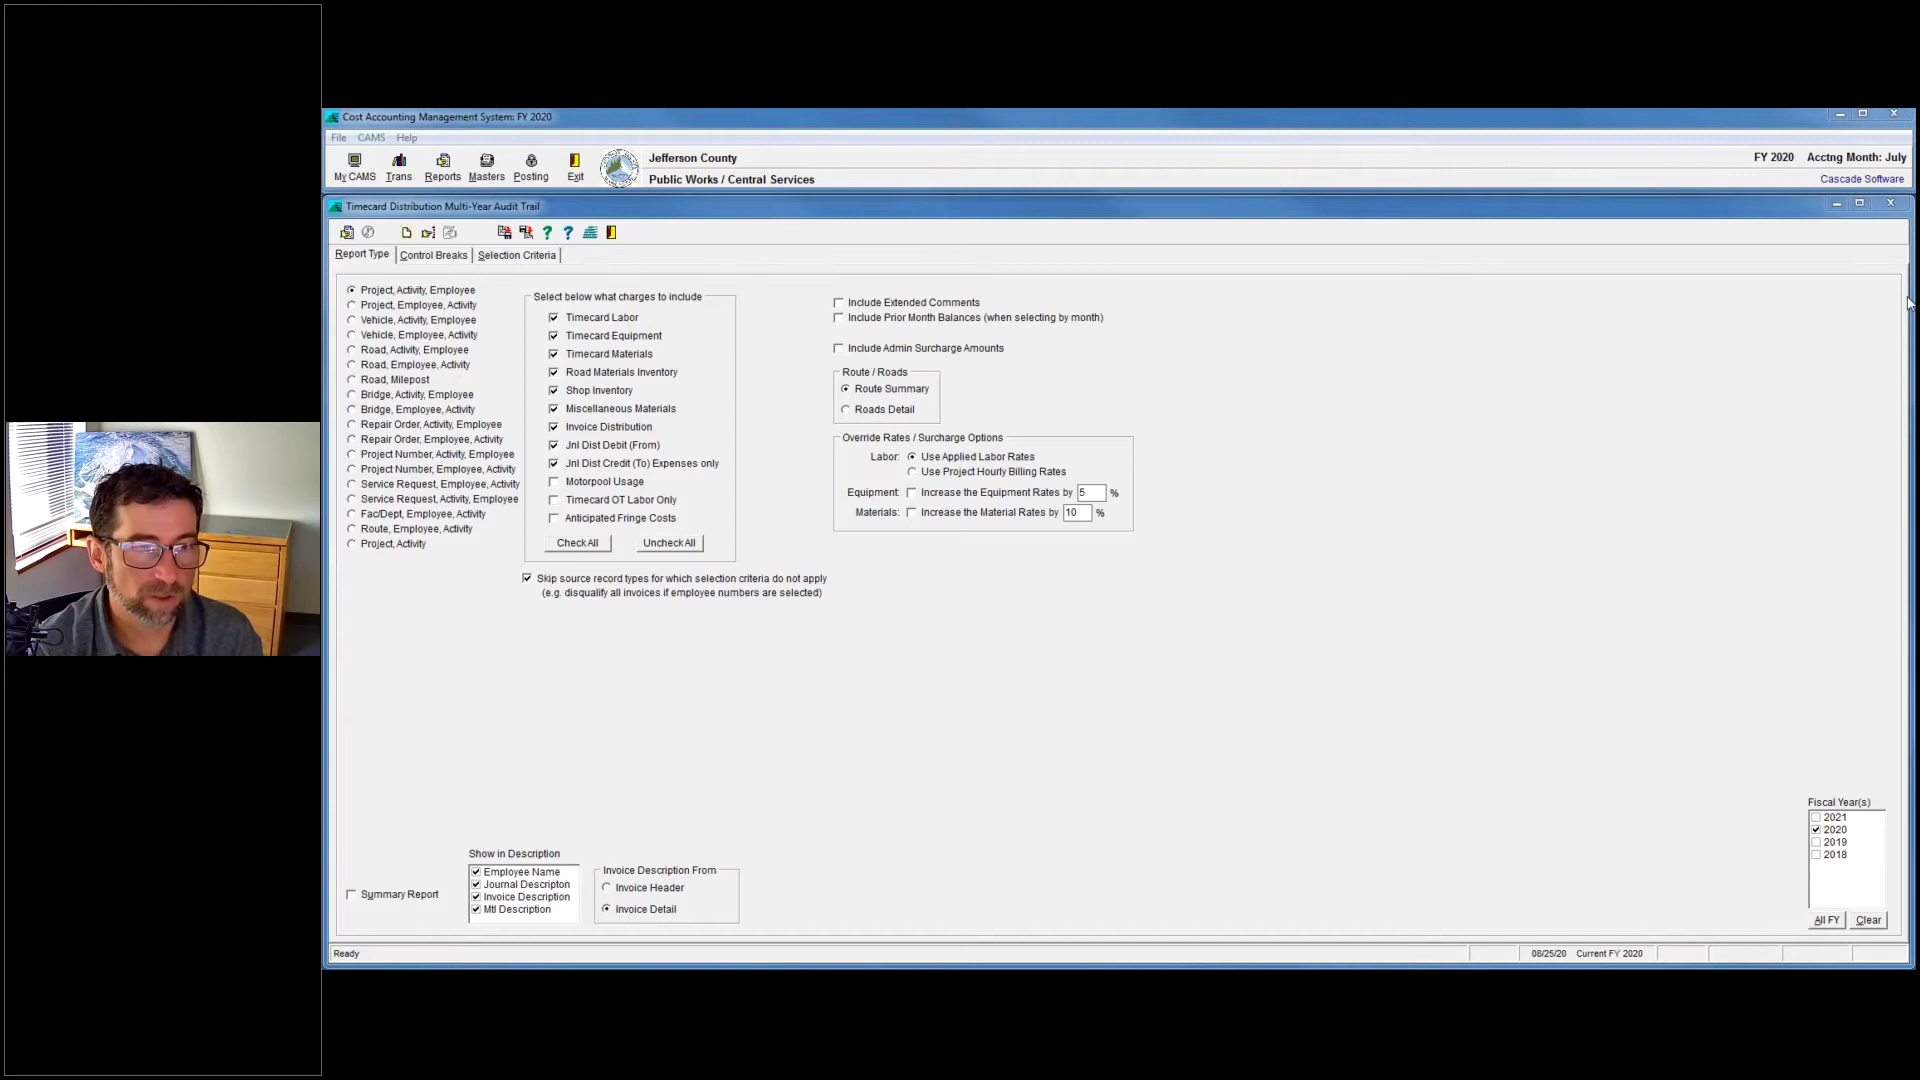 Cost Accounting Management System: FY 2020
File CAMS Help
My CAMS Trans Reports Masters Posting Exit
Jefferson County
Public Works / Central Services
FY 2020 Acctng Month: July
Cascade Software
Timecard Distribution Multi-Year Audit Trail
Report Type Control Breaks Selection Criteria
Project, Activity, Employee
Project, Employee, Activity
Vehicle, Activity, Employee
Vehicle, Employee, Activity
Road, Activity, Employee
Road, Employee, Activity
Road, Milepost
Bridge, Activity, Employee
Bridge, Employee, Activity
Repair Order, Activity, Employee
Repair Order, Employee, Activity
Project Number, Activity, Employee
Project Number, Employee, Activity
Service Request, Employee, Activity
Service Request, Activity, Employee
Fac/Dept, Employee, Activity
Route, Employee, Activity
Project, Activity
Select below what charges to include
Timecard Labor
Timecard Equipment
Timecard Materials
Road Materials Inventory
Shop Inventory
Miscellaneous Materials
Invoice Distribution
Jnl Dist Debit (From)
Jnl Dist Credit (To) Expenses only
Motorpool Usage
Timecard OT Labor Only
Anticipated Fringe Costs
Check All Uncheck All
Skip source record types for which selection criteria do not apply
(e.g. disqualify all invoices if employee numbers are selected)
Include Extended Comments
Include Prior Month Balances (when selecting by month)
Include Admin Surcharge Amounts
Route / Roads
Route Summary
Roads Detail
Override Rates / Surcharge Options
Labor: Use Applied Labor Rates
Use Project Hourly Billing Rates
Equipment: Increase the Equipment Rates by 5 %
Materials: Increase the Material Rates by 10 %
Fiscal Year(s)
2021
2020
2019
2018
All FY Clear
Summary Report
Show in Description
Employee Name
Journal Descripton
Invoice Description
Mtl Description
Invoice Description From
Invoice Header
Invoice Detail
Ready
08/25/20 Current FY 2020